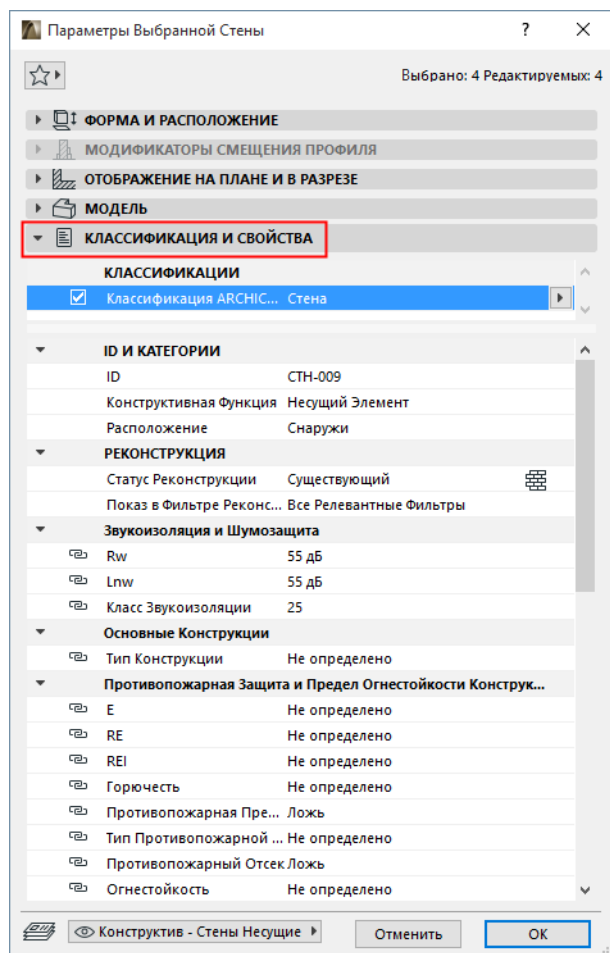 Параметры Выбранной Стены ? ×
Выбрано: 4 Редактируемых: 4
ФОРМА И РАСПОЛОЖЕНИЕ
МОДИФИКАТОРЫ СМЕЩЕНИЯ ПРОФИЛЯ
ОТОБРАЖЕНИЕ НА ПЛАНЕ И В РАЗРЕЗЕ
МОДЕЛЬ
КЛАССИФИКАЦИЯ И СВОЙСТВА
КЛАССИФИКАЦИИ
Классификация ARCHIC... Стена
ID И КАТЕГОРИИ
ID СТН-009
Конструктивная Функция Несущий Элемент
Расположение Снаружи
РЕКОНСТРУКЦИЯ
Статус Реконструкции Существующий
Показ в Фильтре Реконс... Все Релевантные Фильтры
Звукоизоляция и Шумозащита
Rw 55 дБ
Lnw 55 дБ
Класс Звукоизоляции 25
Основные Конструкции
Тип Конструкции Не определено
Противопожарная Защита и Предел Огнестойкости Конструк...
E Не определено
RE Не определено
REI Не определено
Горючесть Не определено
Противопожарная Пре... Ложь
Тип Противопожарной ... Не определено
Противопожарный Отсек Ложь
Огнестойкость Не определено
Конструктив - Стены Несущие Отменить OK